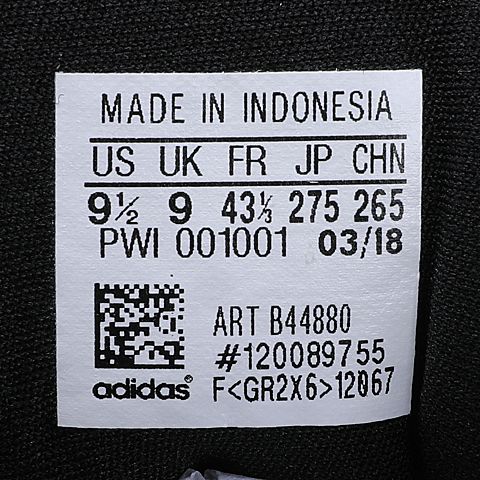 MADE IN INDONESIA
US UK FR JP CHN
9½ 9 43⅓ 275 265
PWI 001001 03/18
ART B44880
#120089755
adidas F<GR2X6>12067